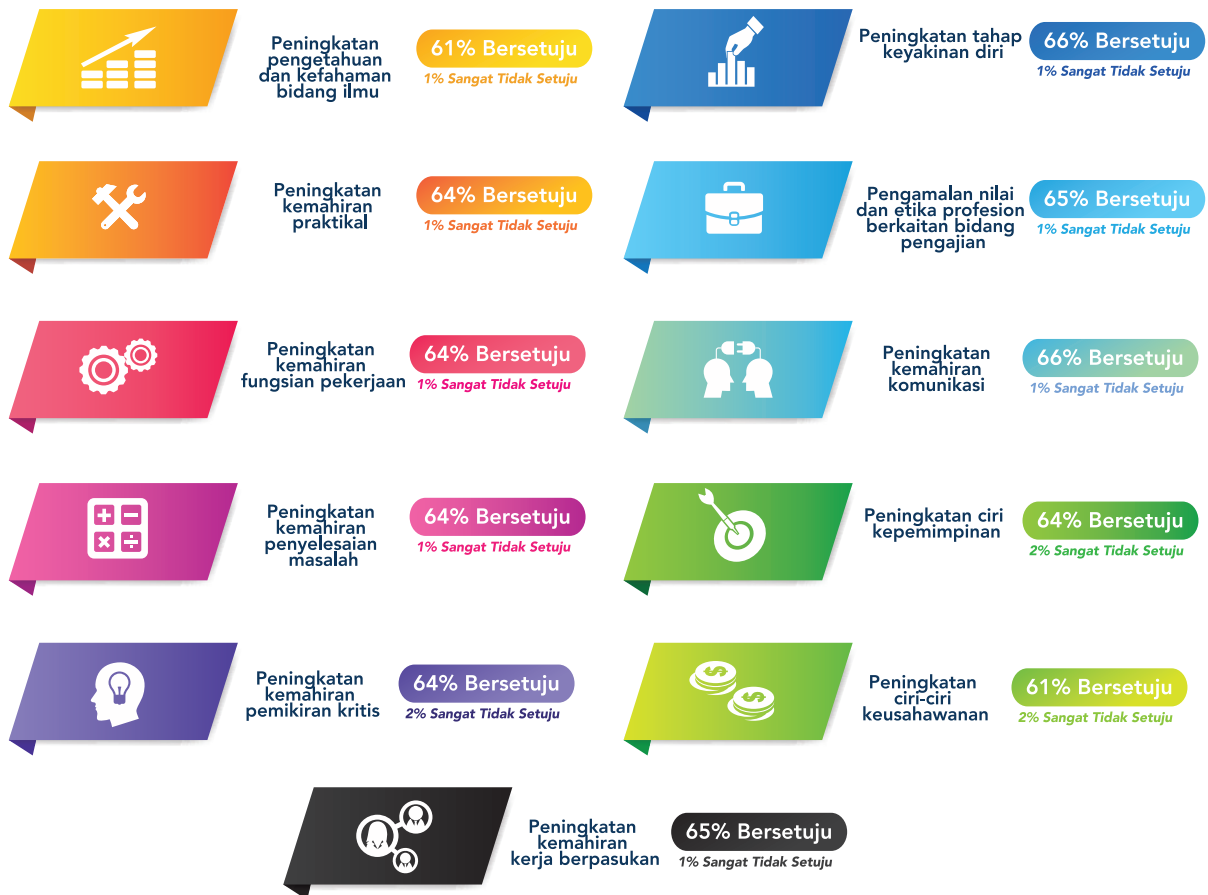 Peningkatan
pengetahuan
dan kefahaman
bidang ilmu
61% Bersetuju
1% Sangat Tidak Setuju
Peningkatan tahap
keyakinan diri
66% Bersetuju
1% Sangat Tidak Setuju
Peningkatan
kemahiran
praktikal
64% Bersetuju
1% Sangat Tidak Setuju
Pengamalan nilai
dan etika profesion
berkaitan bidang
pengajian
65% Bersetuju
1% Sangat Tidak Setuju
Peningkatan
kemahiran
fungsian pekerjaan
64% Bersetuju
1% Sangat Tidak Setuju
Peningkatan
kemahiran
komunikasi
66% Bersetuju
1% Sangat Tidak Setuju
Peningkatan
kemahiran
penyelesaian
masalah
64% Bersetuju
1% Sangat Tidak Setuju
Peningkatan ciri
kepemimpinan
64% Bersetuju
2% Sangat Tidak Setuju
Peningkatan
kemahiran
pemikiran kritis
64% Bersetuju
2% Sangat Tidak Setuju
Peningkatan
ciri-ciri
keusahawanan
61% Bersetuju
2% Sangat Tidak Setuju
Peningkatan
kemahiran
kerja berpasukan
65% Bersetuju
1% Sangat Tidak Setuju